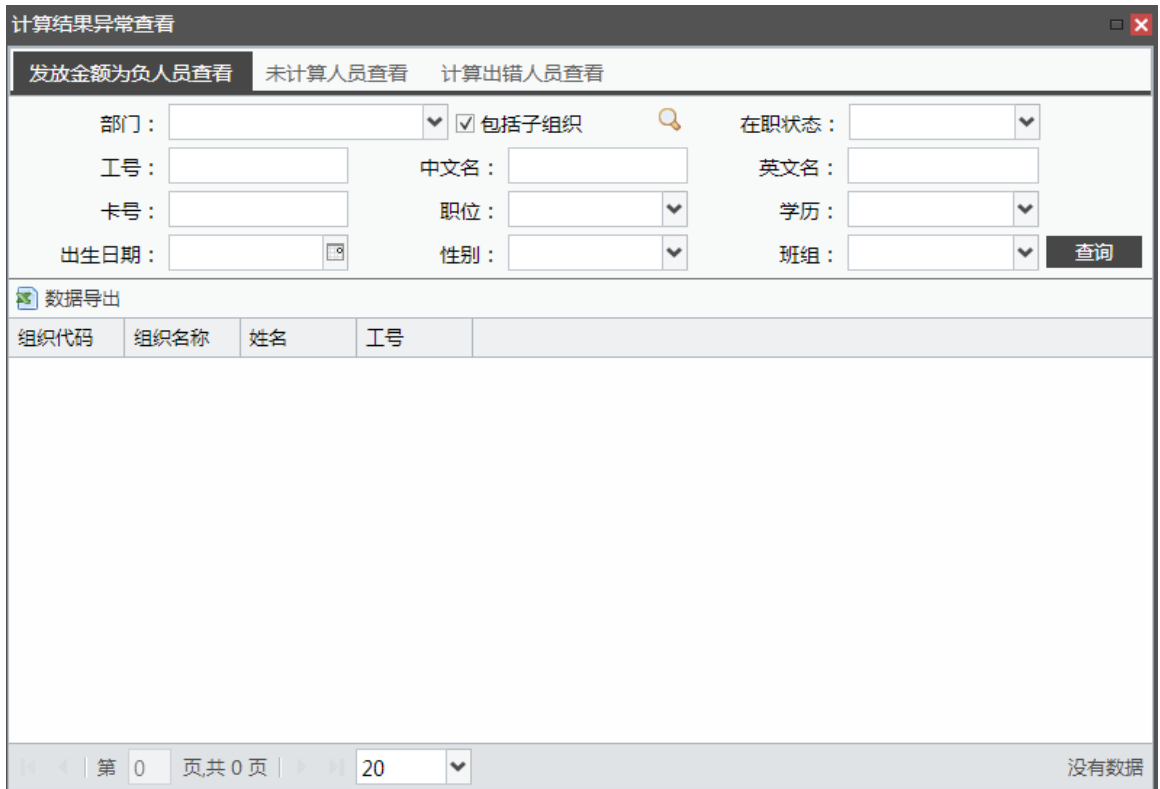 计算结果异常查看
发放金额为负人员查看 未计算人员查看 计算出错人员查看
部门： 包括子组织 在职状态：
工号： 中文名： 英文名：
卡号： 职位： 学历：
出生日期： 性别： 班组： 查询
数据导出
组织代码 组织名称 姓名 工号
第 0 页,共 0 页 20 没有数据